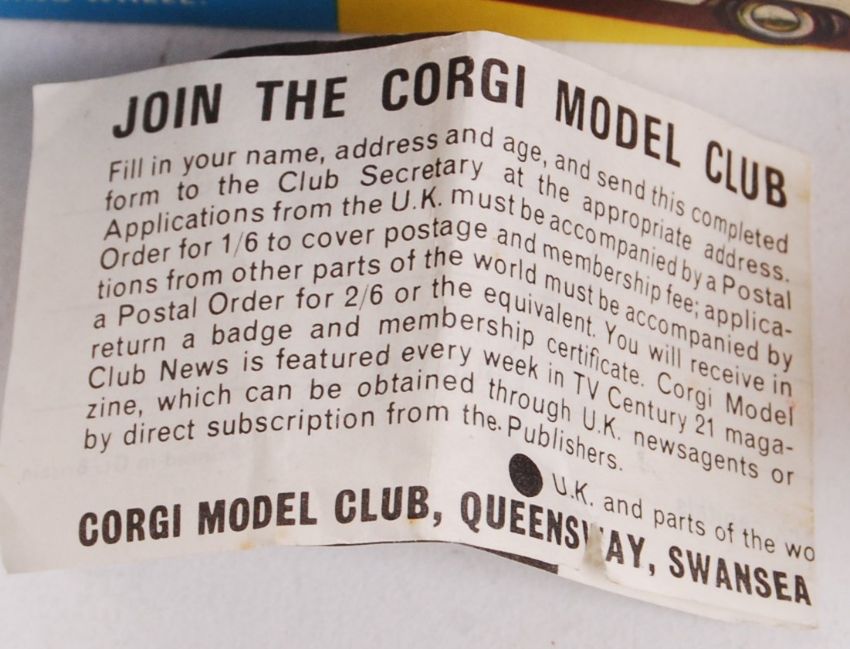 WHEEL.
JOIN THE CORGI MODEL CLUB
Fill in your name, address and age, and send this completed
form to the Club Secretary at the appropriate address.
Applications from the U.K. must be accompanied by a Postal
Order for 1/6 to cover postage and membership fee; applica-
tions from other parts of the world must be accompanied by
a Postal Order for 2/6 or the equivalent. You will receive in
return a badge and membership certificate. Corgi Model
Club News is featured every week in TV Century 21 maga-
zine, which can be obtained through U.K. newsagents or
by direct subscription from the Publishers.
U.K. and parts of the wo
CORGI MODEL CLUB, QUEENSWAY, SWANSEA